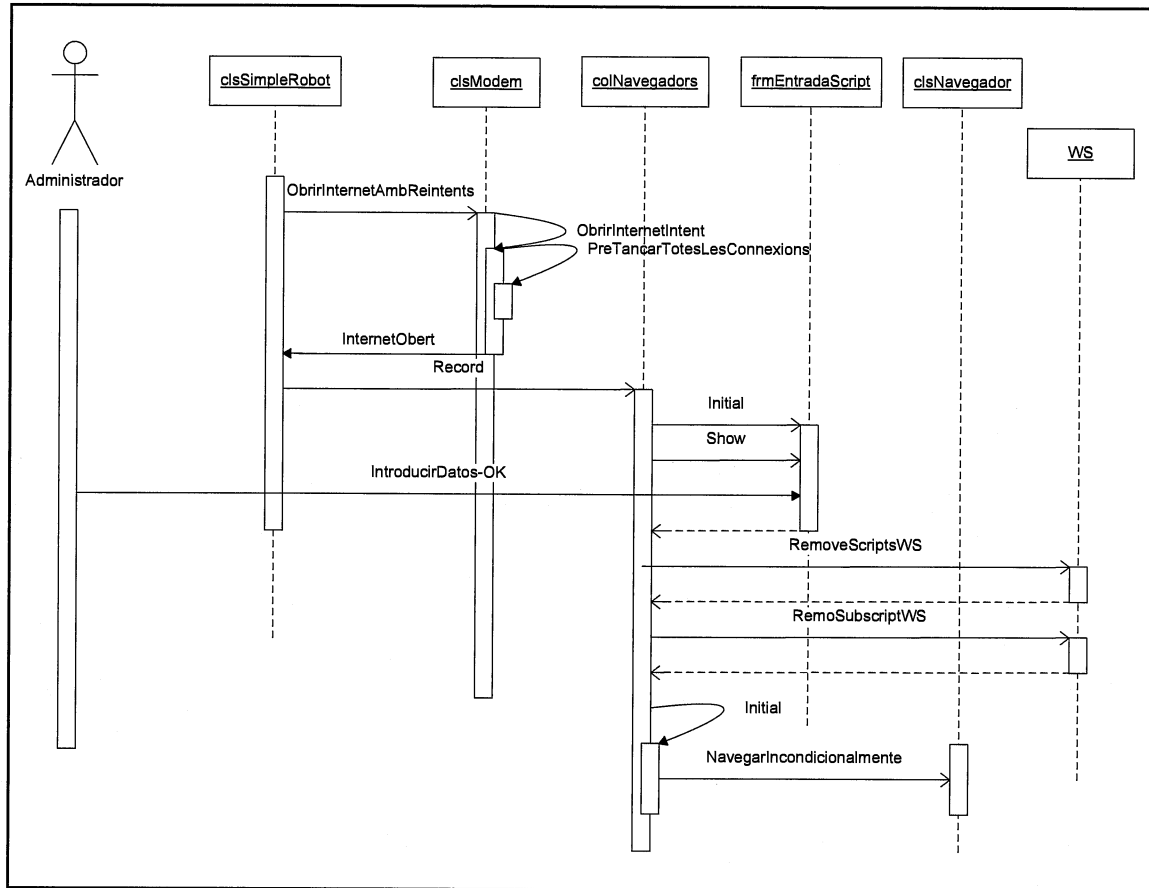 clsSimpleRobot
clsModem
colNavegadors
frmEntradaScript
clsNavegador
WS
Administrador
ObrirInternetAmbReintents
ObrirInternetIntent
PreTancarTotesLesConnexions
InternetObert
Record
Initial
Show
IntroducirDatos-OK
RemoveScriptsWS
RemoSubscriptWS
Initial
NavegarIncondicionalmente